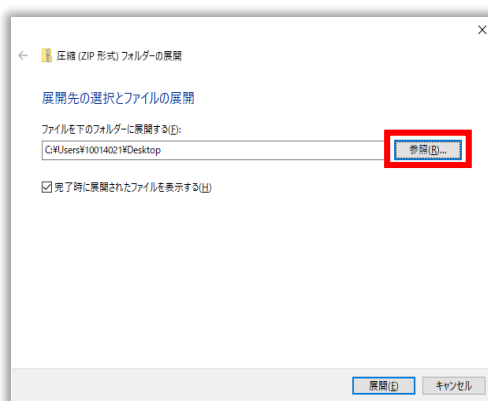 圧縮 (ZIP 形式) フォルダーの展開
展開先の選択とファイルの展開
ファイルを下のフォルダーに展開する(F):
C:¥Users¥10014021¥Desktop
参照(R)...
完了時に展開されたファイルを表示する(H)
展開(E) キャンセル